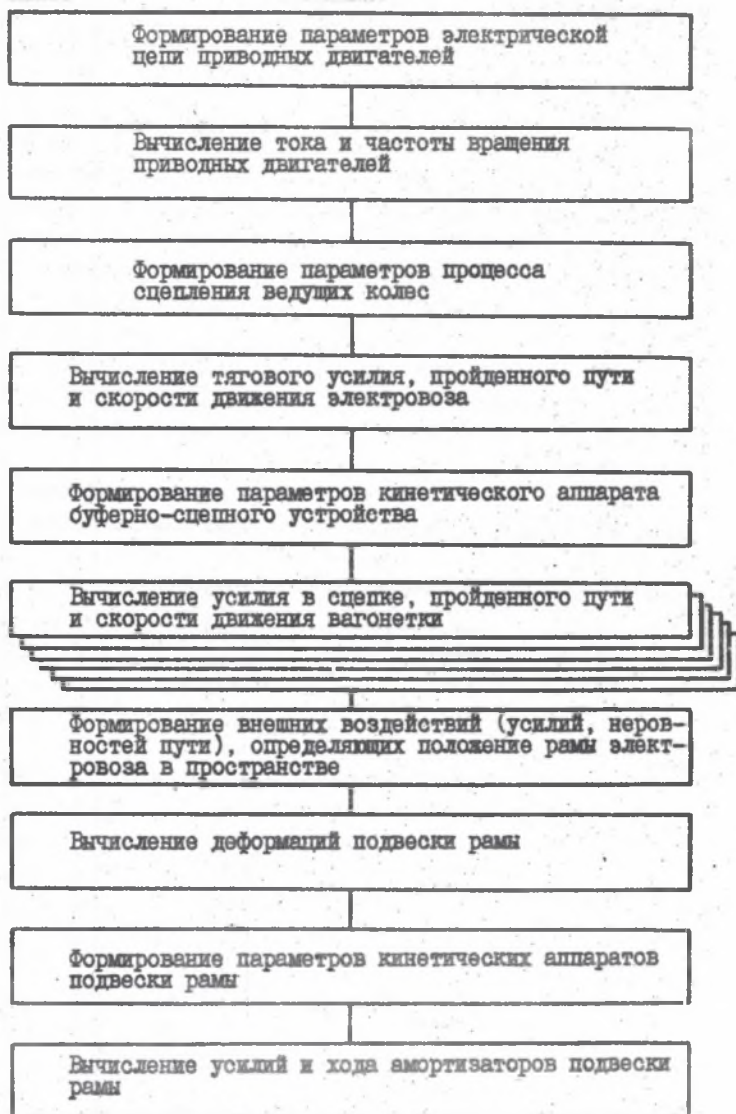 Формирование параметров электрической
цепи приводных двигателей
Вычисление тока и частоты вращения
приводных двигателей
Формирование параметров процесса
сцепления ведущих колес
Вычисление тягового усилия, пройденного пути
и скорости движения электровоза
Формирование параметров кинетического аппарата
буферно-сцепного устройства
Вычисление усилия в сцепке, пройденного пути
и скорости движения вагонетки
Формирование внешних воздействий (усилий, неров-
ностей пути), определяющих положение рамы элект-
ровоза в пространстве
Вычисление деформаций подвески рамы
Формирование параметров кинетических аппаратов
подвески рамы
Вычисление усилий и хода амортизаторов подвески
рамы